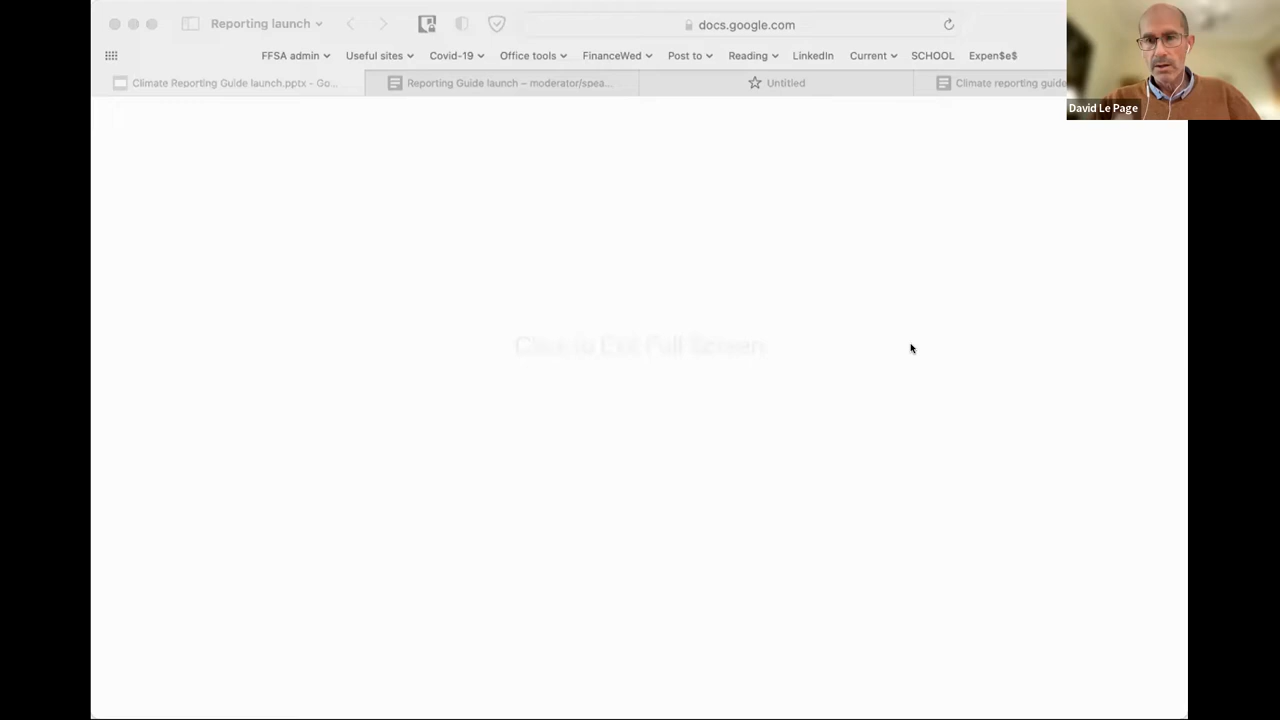 Reporting launch
docs.google.com
FFSA admin Useful sites Covid-19 Office tools FinanceWed Post to Reading LinkedIn Current SCHOOL Expen$e$
Climate Reporting Guide launch.pptx - Go... Reporting Guide launch – moderator/spea... Untitled Climate reporting guide
David Le Page
Click to Exit Full Screen